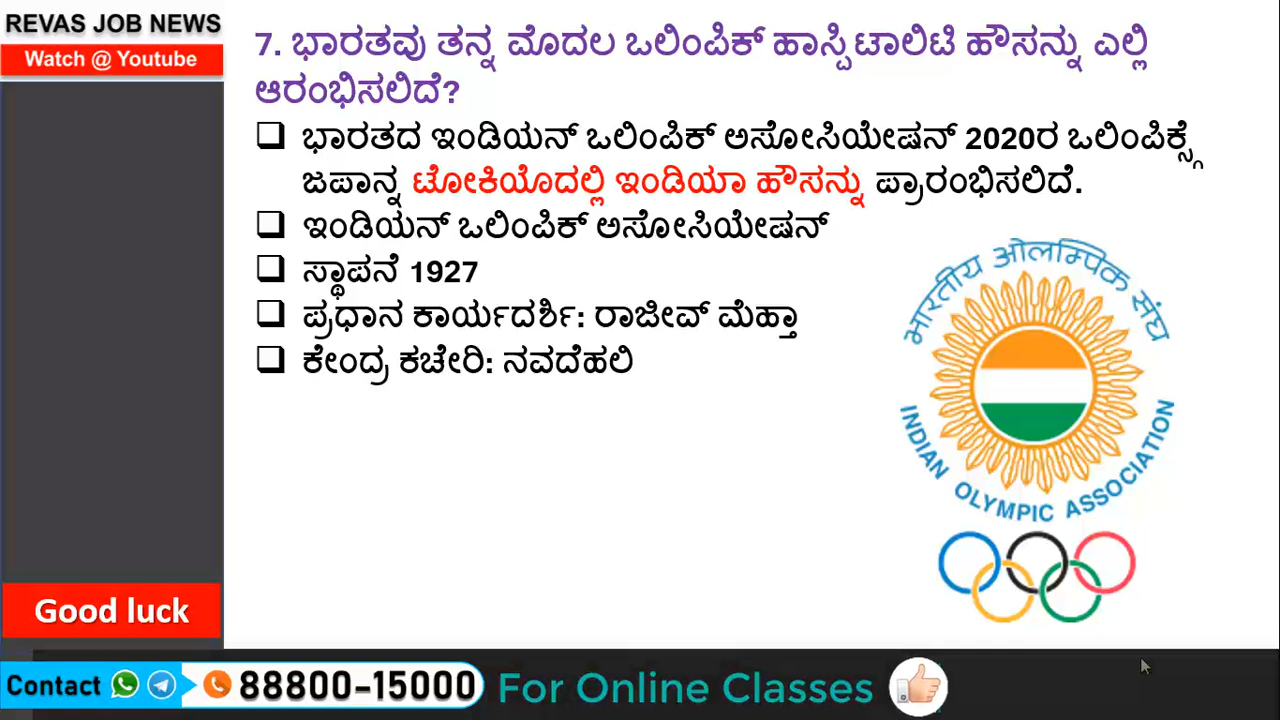 REVAS JOB NEWS
Watch @ Youtube
7. ಭಾರತವು ತನ್ನ ಮೊದಲ ಒಲಿಂಪಿಕ್ ಹಾಸ್ಪಿಟಾಲಿಟಿ ಹೌಸನ್ನು ಎಲ್ಲಿ
ಆರಂಭಿಸಲಿದೆ?
❑ ಭಾರತದ ಇಂಡಿಯನ್ ಒಲಿಂಪಿಕ್ ಅಸೋಸಿಯೇಷನ್ 2020ರ ಒಲಿಂಪಿಕ್ಸ್ಗೆ
ಜಪಾನ್ನ ಟೋಕಿಯೊದಲ್ಲಿ ಇಂಡಿಯಾ ಹೌಸನ್ನು ಪ್ರಾರಂಭಿಸಲಿದೆ.
❑ ಇಂಡಿಯನ್ ಒಲಿಂಪಿಕ್ ಅಸೋಸಿಯೇಷನ್
❑ ಸ್ಥಾಪನೆ 1927
❑ ಪ್ರಧಾನ ಕಾರ್ಯದರ್ಶಿ: ರಾಜೀವ್ ಮೆಹ್ತಾ
❑ ಕೇಂದ್ರ ಕಚೇರಿ: ನವದೆಹಲಿ
भारतीय ओलम्पिक संघ
INDIAN OLYMPIC ASSOCIATION
Good luck
Contact 88800-15000 For Online Classes